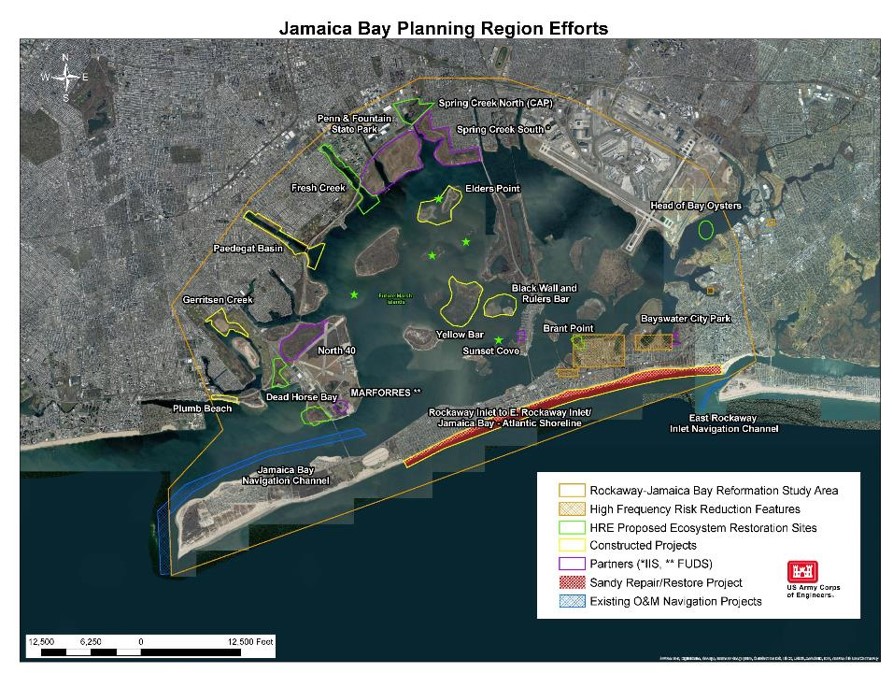 Jamaica Bay Planning Region Efforts
N
W E
S
Spring Creek North (CAP)
Penn & Fountain
State Park
Spring Creek South*
Fresh Creek
Elders Point
Head of Bay Oysters
Paedegat Basin
Gerritsen Creek
Future Marsh
Islands
Black Wall and
Rulers Bar
Bayswater City Park
Yellow Bar
Brant Point
North 40
Sunset Cove
Dead Horse Bay
MARFORRES **
Plumb Beach
Rockaway Inlet to E. Rockaway Inlet/
Jamaica Bay - Atlantic Shoreline
East Rockaway
Inlet Navigation Channel
Jamaica Bay
Navigation Channel
Rockaway-Jamaica Bay Reformation Study Area
High Frequency Risk Reduction Features
HRE Proposed Ecosystem Restoration Sites
Constructed Projects
Partners (*IIS, ** FUDS)
Sandy Repair/Restore Project
Existing O&M Navigation Projects
US Army Corps
of Engineers.
12,500 6,250 0 12,500 Feet